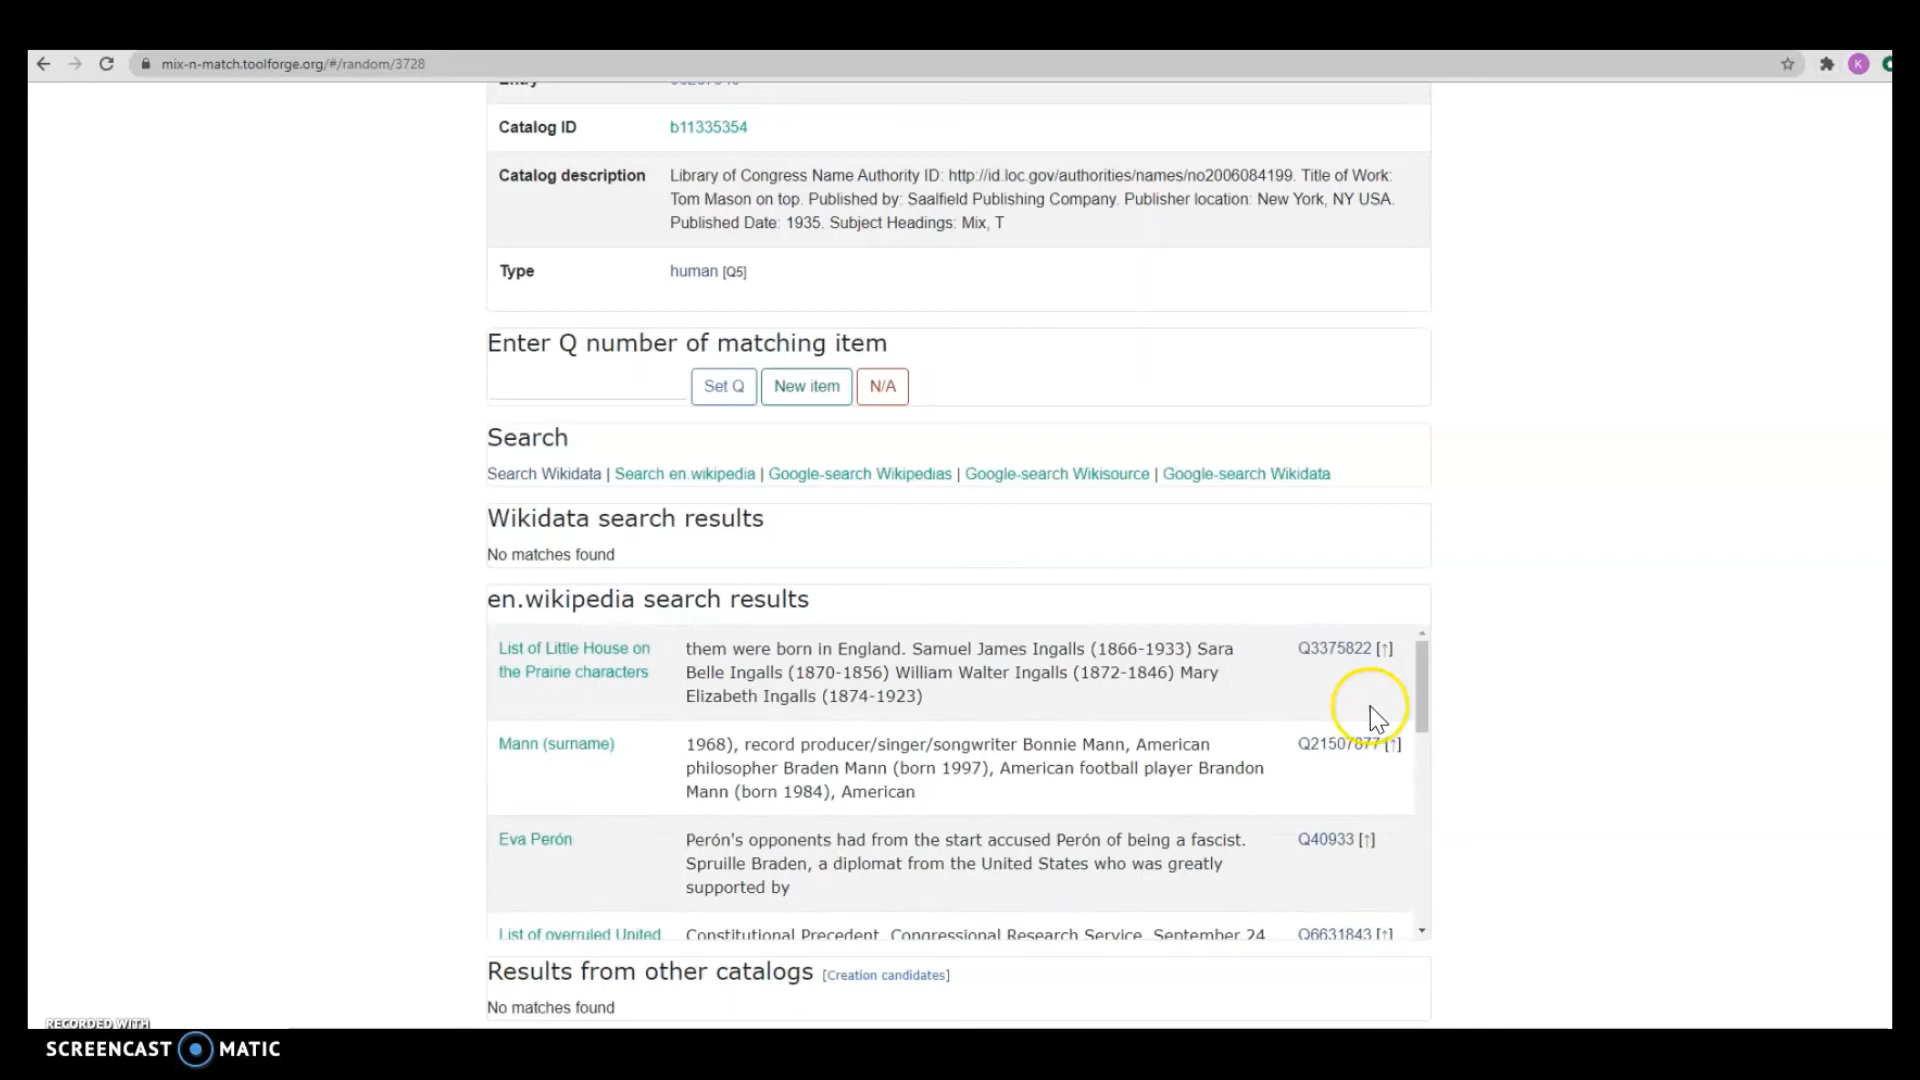 mix-n-match.toolforge.org/#/random/3728
K
Entry
Catalog ID b11335354
Catalog description Library of Congress Name Authority ID: http://id.loc.gov/authorities/names/no2006084199. Title of Work:
Tom Mason on top. Published by: Saalfield Publishing Company. Publisher location: New York, NY USA.
Published Date: 1935. Subject Headings: Mix, T
Type human [Q5]
Enter Q number of matching item
Set Q New item N/A
Search
Search Wikidata | Search en.wikipedia | Google-search Wikipedias | Google-search Wikisource | Google-search Wikidata
Wikidata search results
No matches found
en.wikipedia search results
List of Little House on them were born in England. Samuel James Ingalls (1866-1933) Sara Q3375822 [↑]
the Prairie characters Belle Ingalls (1870-1856) William Walter Ingalls (1872-1846) Mary
Elizabeth Ingalls (1874-1923)
Mann (surname) 1968), record producer/singer/songwriter Bonnie Mann, American Q21507877 [↑]
philosopher Braden Mann (born 1997), American football player Brandon
Mann (born 1984), American
Eva Perón Perón's opponents had from the start accused Perón of being a fascist. Q40933 [↑]
Spruille Braden, a diplomat from the United States who was greatly
supported by
List of overruled United Constitutional Precedent. Congressional Research Service. September 24 Q6631843 [↑]
Results from other catalogs [Creation candidates]
No matches found
RECORDED WITH
SCREENCAST MATIC